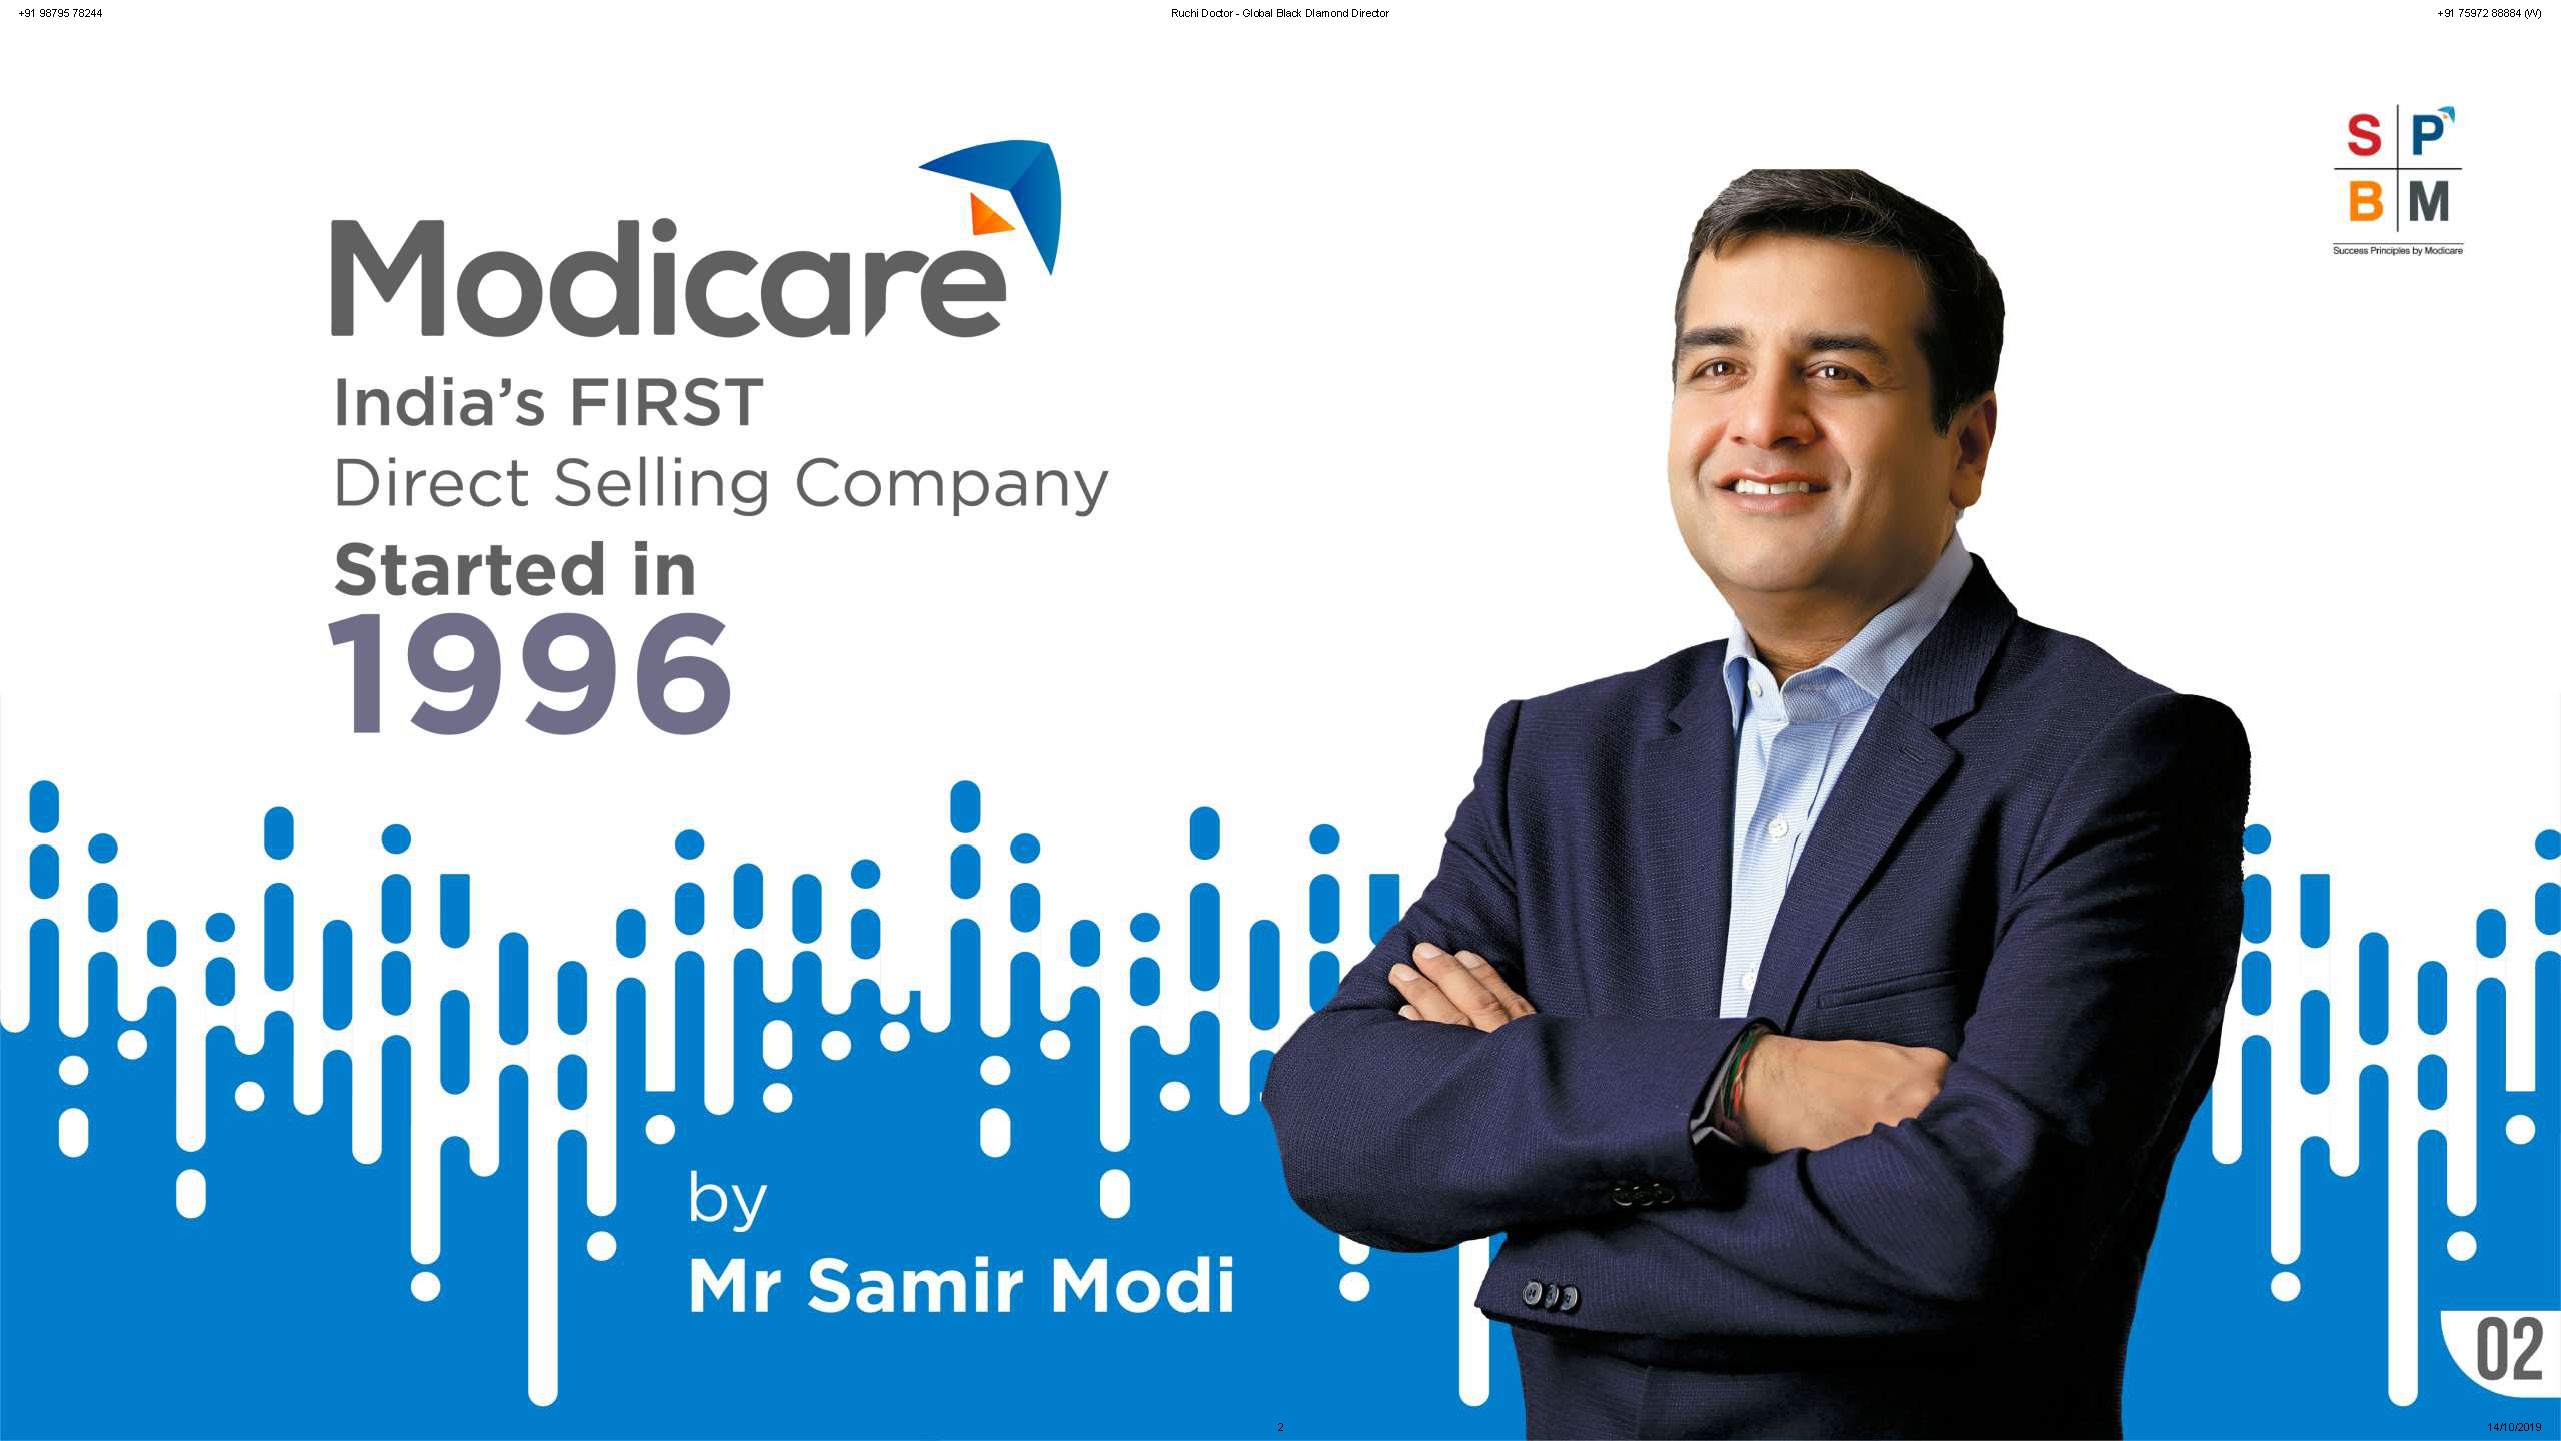 +91 98795 78244
Ruchi Doctor - Global Black DIamond Director
+91 75972 88884 (W)
S P
B M
Success Principles by Modicare
Modicare
India's FIRST
Direct Selling Company
Started in
1996
by
Mr Samir Modi
02
2
14/10/2019